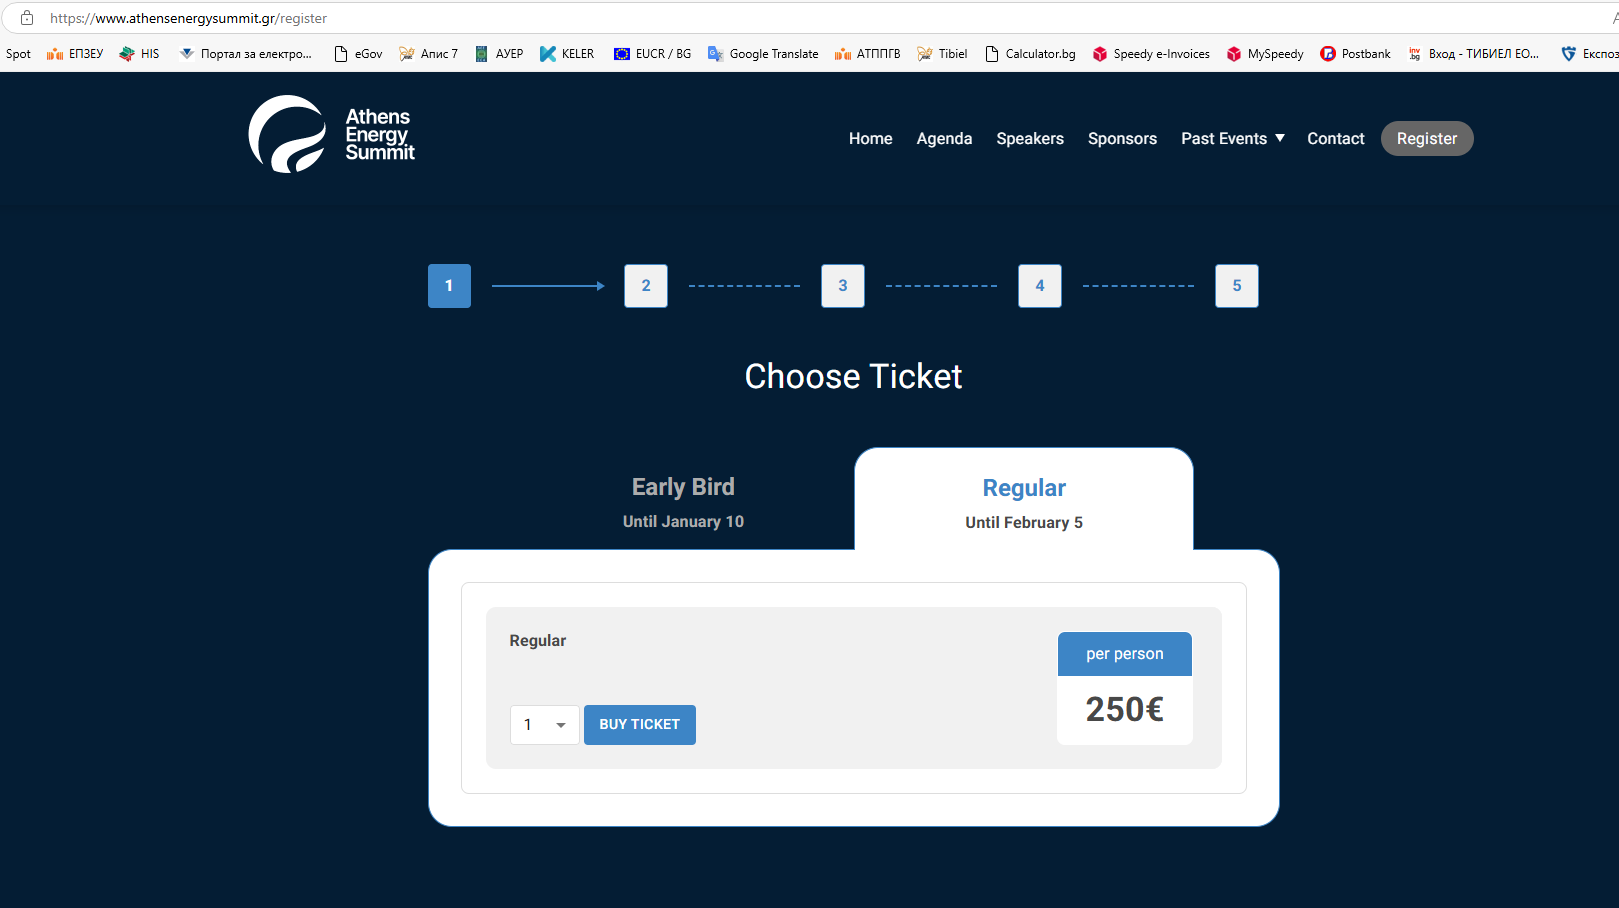 https://www.athensenergysummit.gr/register
Spot ЕПЗЕУ HIS Портал за електро... eGov Апис 7 АУЕР KELER EUCR / BG Google Translate АТППГВ Tibiel Calculator.bg Speedy e-Invoices MySpeedy Postbank inv.bg Вход - ТИБИЕЛ ЕО... Експоз
Athens
Energy
Summit
Home Agenda Speakers Sponsors Past Events Contact Register
1 2 3 4 5
Choose Ticket
Early Bird
Until January 10
Regular
Until February 5
Regular
per person
250€
1 BUY TICKET